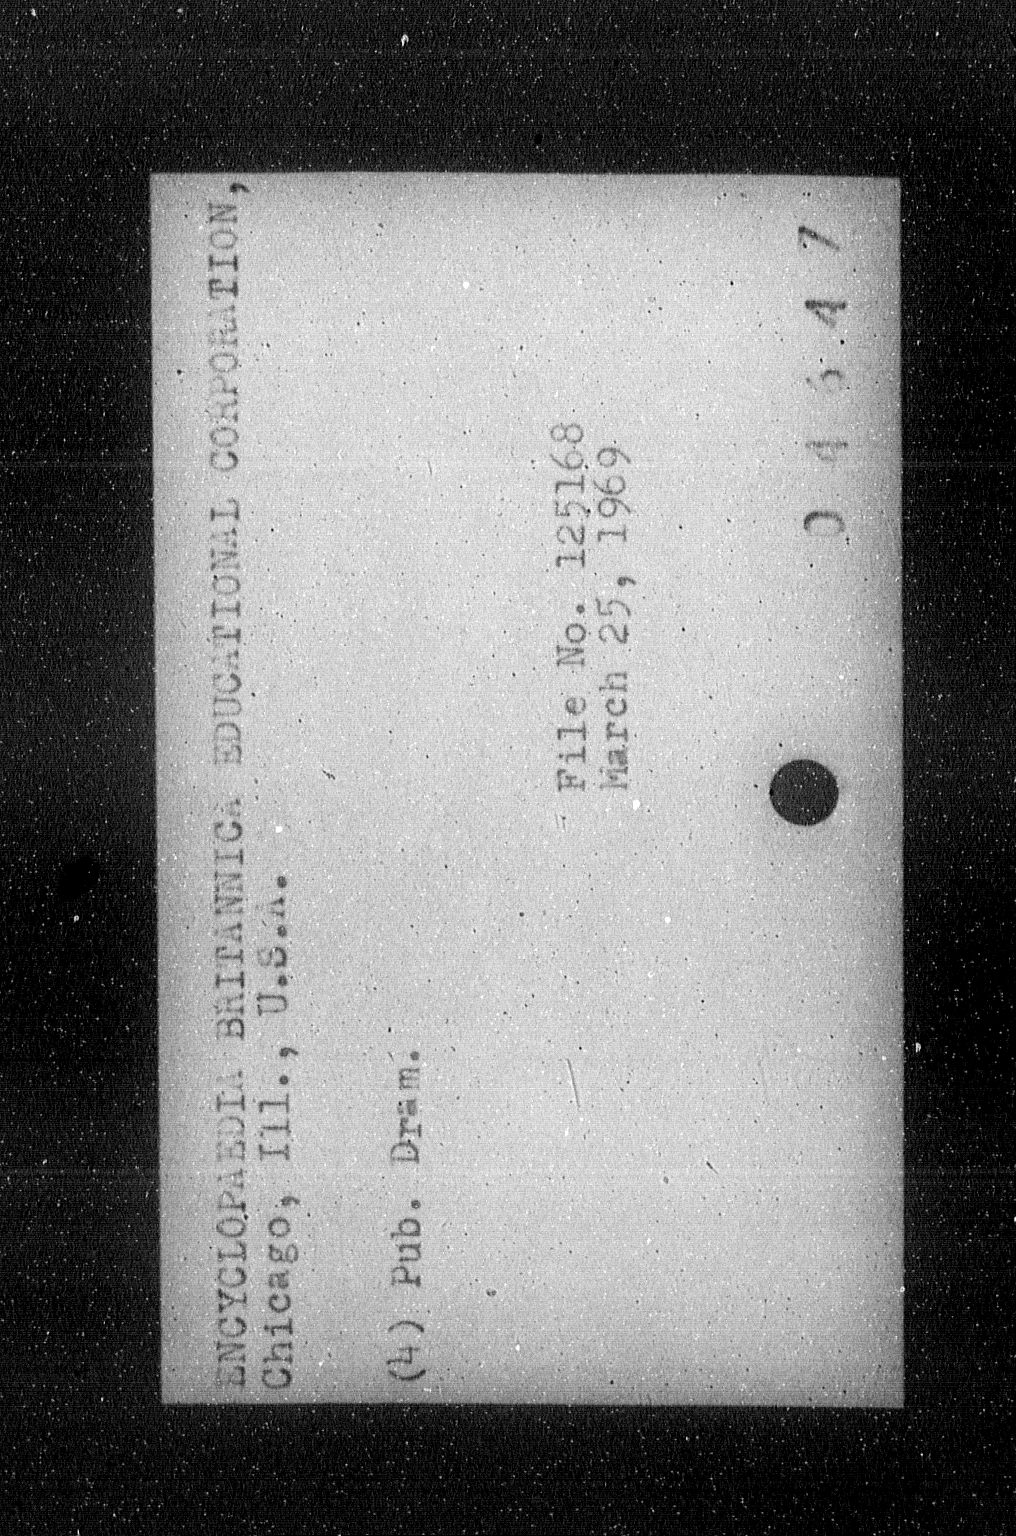 ENCYCLOPAEDIA BRITANNICA EDUCATIONAL CORPORATION,
Chicago, Ill., U.S.A.
(4) Pub. Dram.
File No. 125168
March 25, 1969